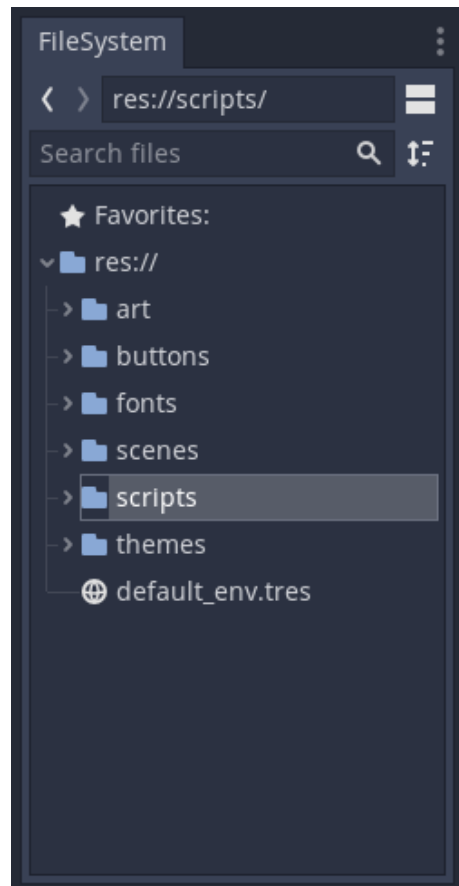 FileSystem
res://scripts/
Search files
Favorites:
res://
art
buttons
fonts
scenes
scripts
themes
default_env.tres